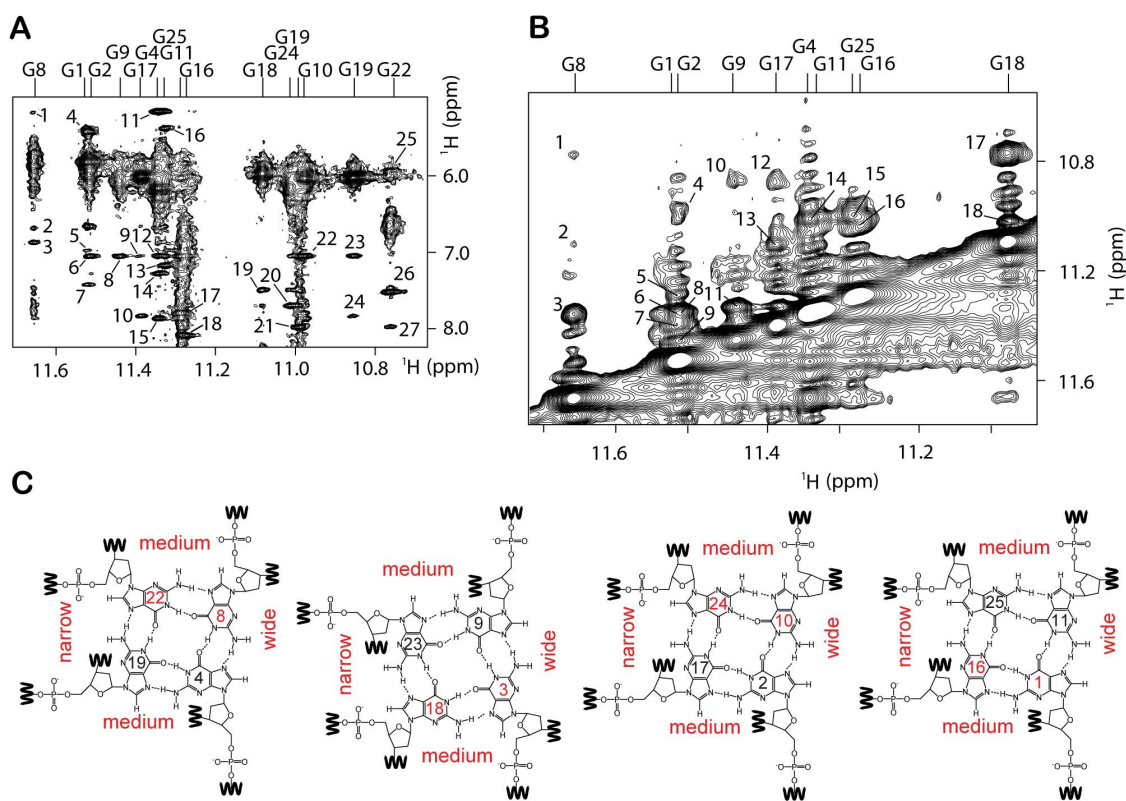 A
G25
G9 G4 G11
G8 G1 G2 G17 G16
G19
G24
G18 G10 G19 G22
1
4
11
16
25
2
3
5
6
7
8
9
12
13
14
10
15
17
18
19
20
21
22
23
24
26
27
6.0
7.0
8.0
¹H (ppm)
11.6 11.4 11.2 11.0 10.8
¹H (ppm)
B
G4 G25
G8 G1 G2 G9 G17 G11 G16 G18
1
2
3
4
5
6
7
8
9
10
11
12
13
14
15
16
17
18
10.8
11.2
11.6
¹H (ppm)
11.6 11.4 11.2
¹H (ppm)
C
medium
narrow
wide
medium
22
8
19
4
medium
narrow
wide
medium
23
9
18
3
medium
narrow
wide
medium
24
10
17
2
medium
narrow
wide
medium
25
11
16
1